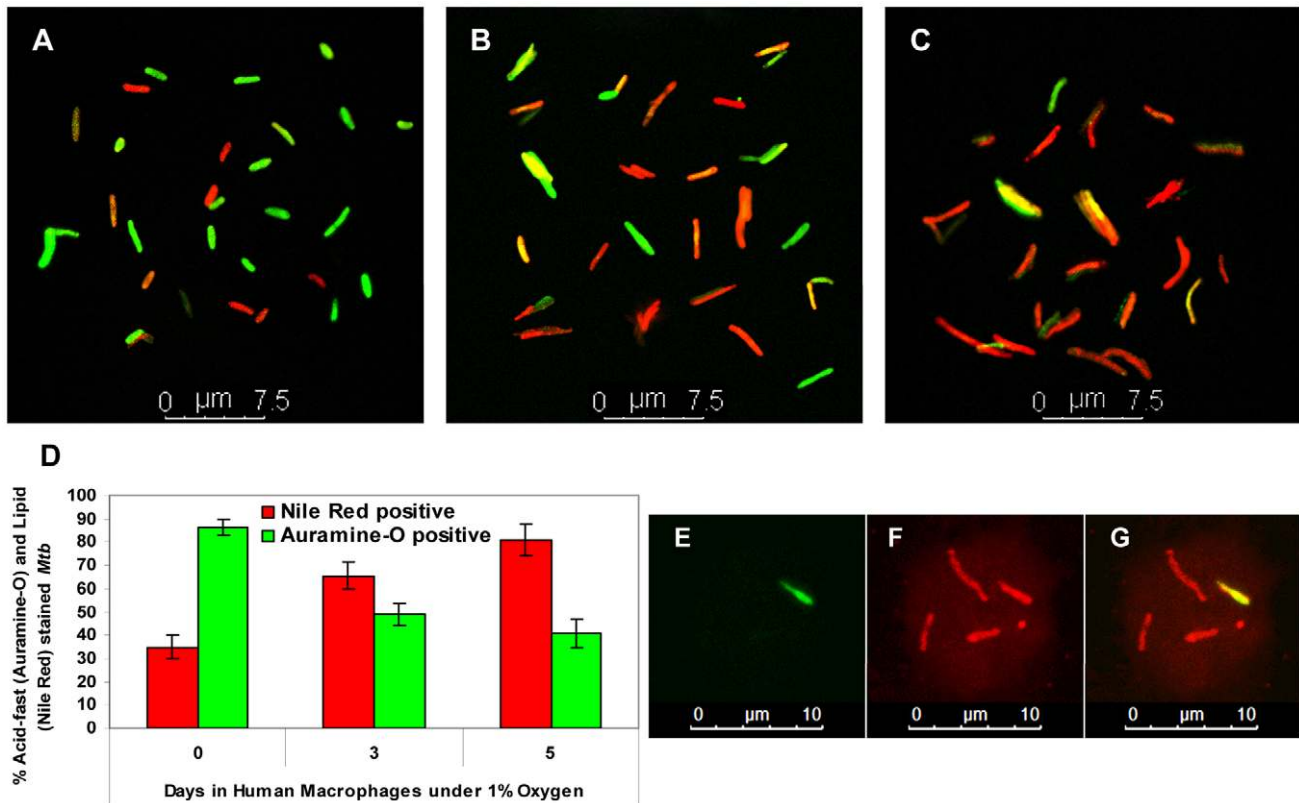 A
B
C
0 µm 7.5
0 µm 7.5
0 µm 7.5
D
% Acid-fast (Auramine-O) and Lipid
(Nile Red) stained Mtb
100
90
80
70
60
50
40
30
20
10
0
Nile Red positive
Auramine-O positive
0 3 5
Days in Human Macrophages under 1% Oxygen
E
F
G
0 µm 10
0 µm 10
0 µm 10